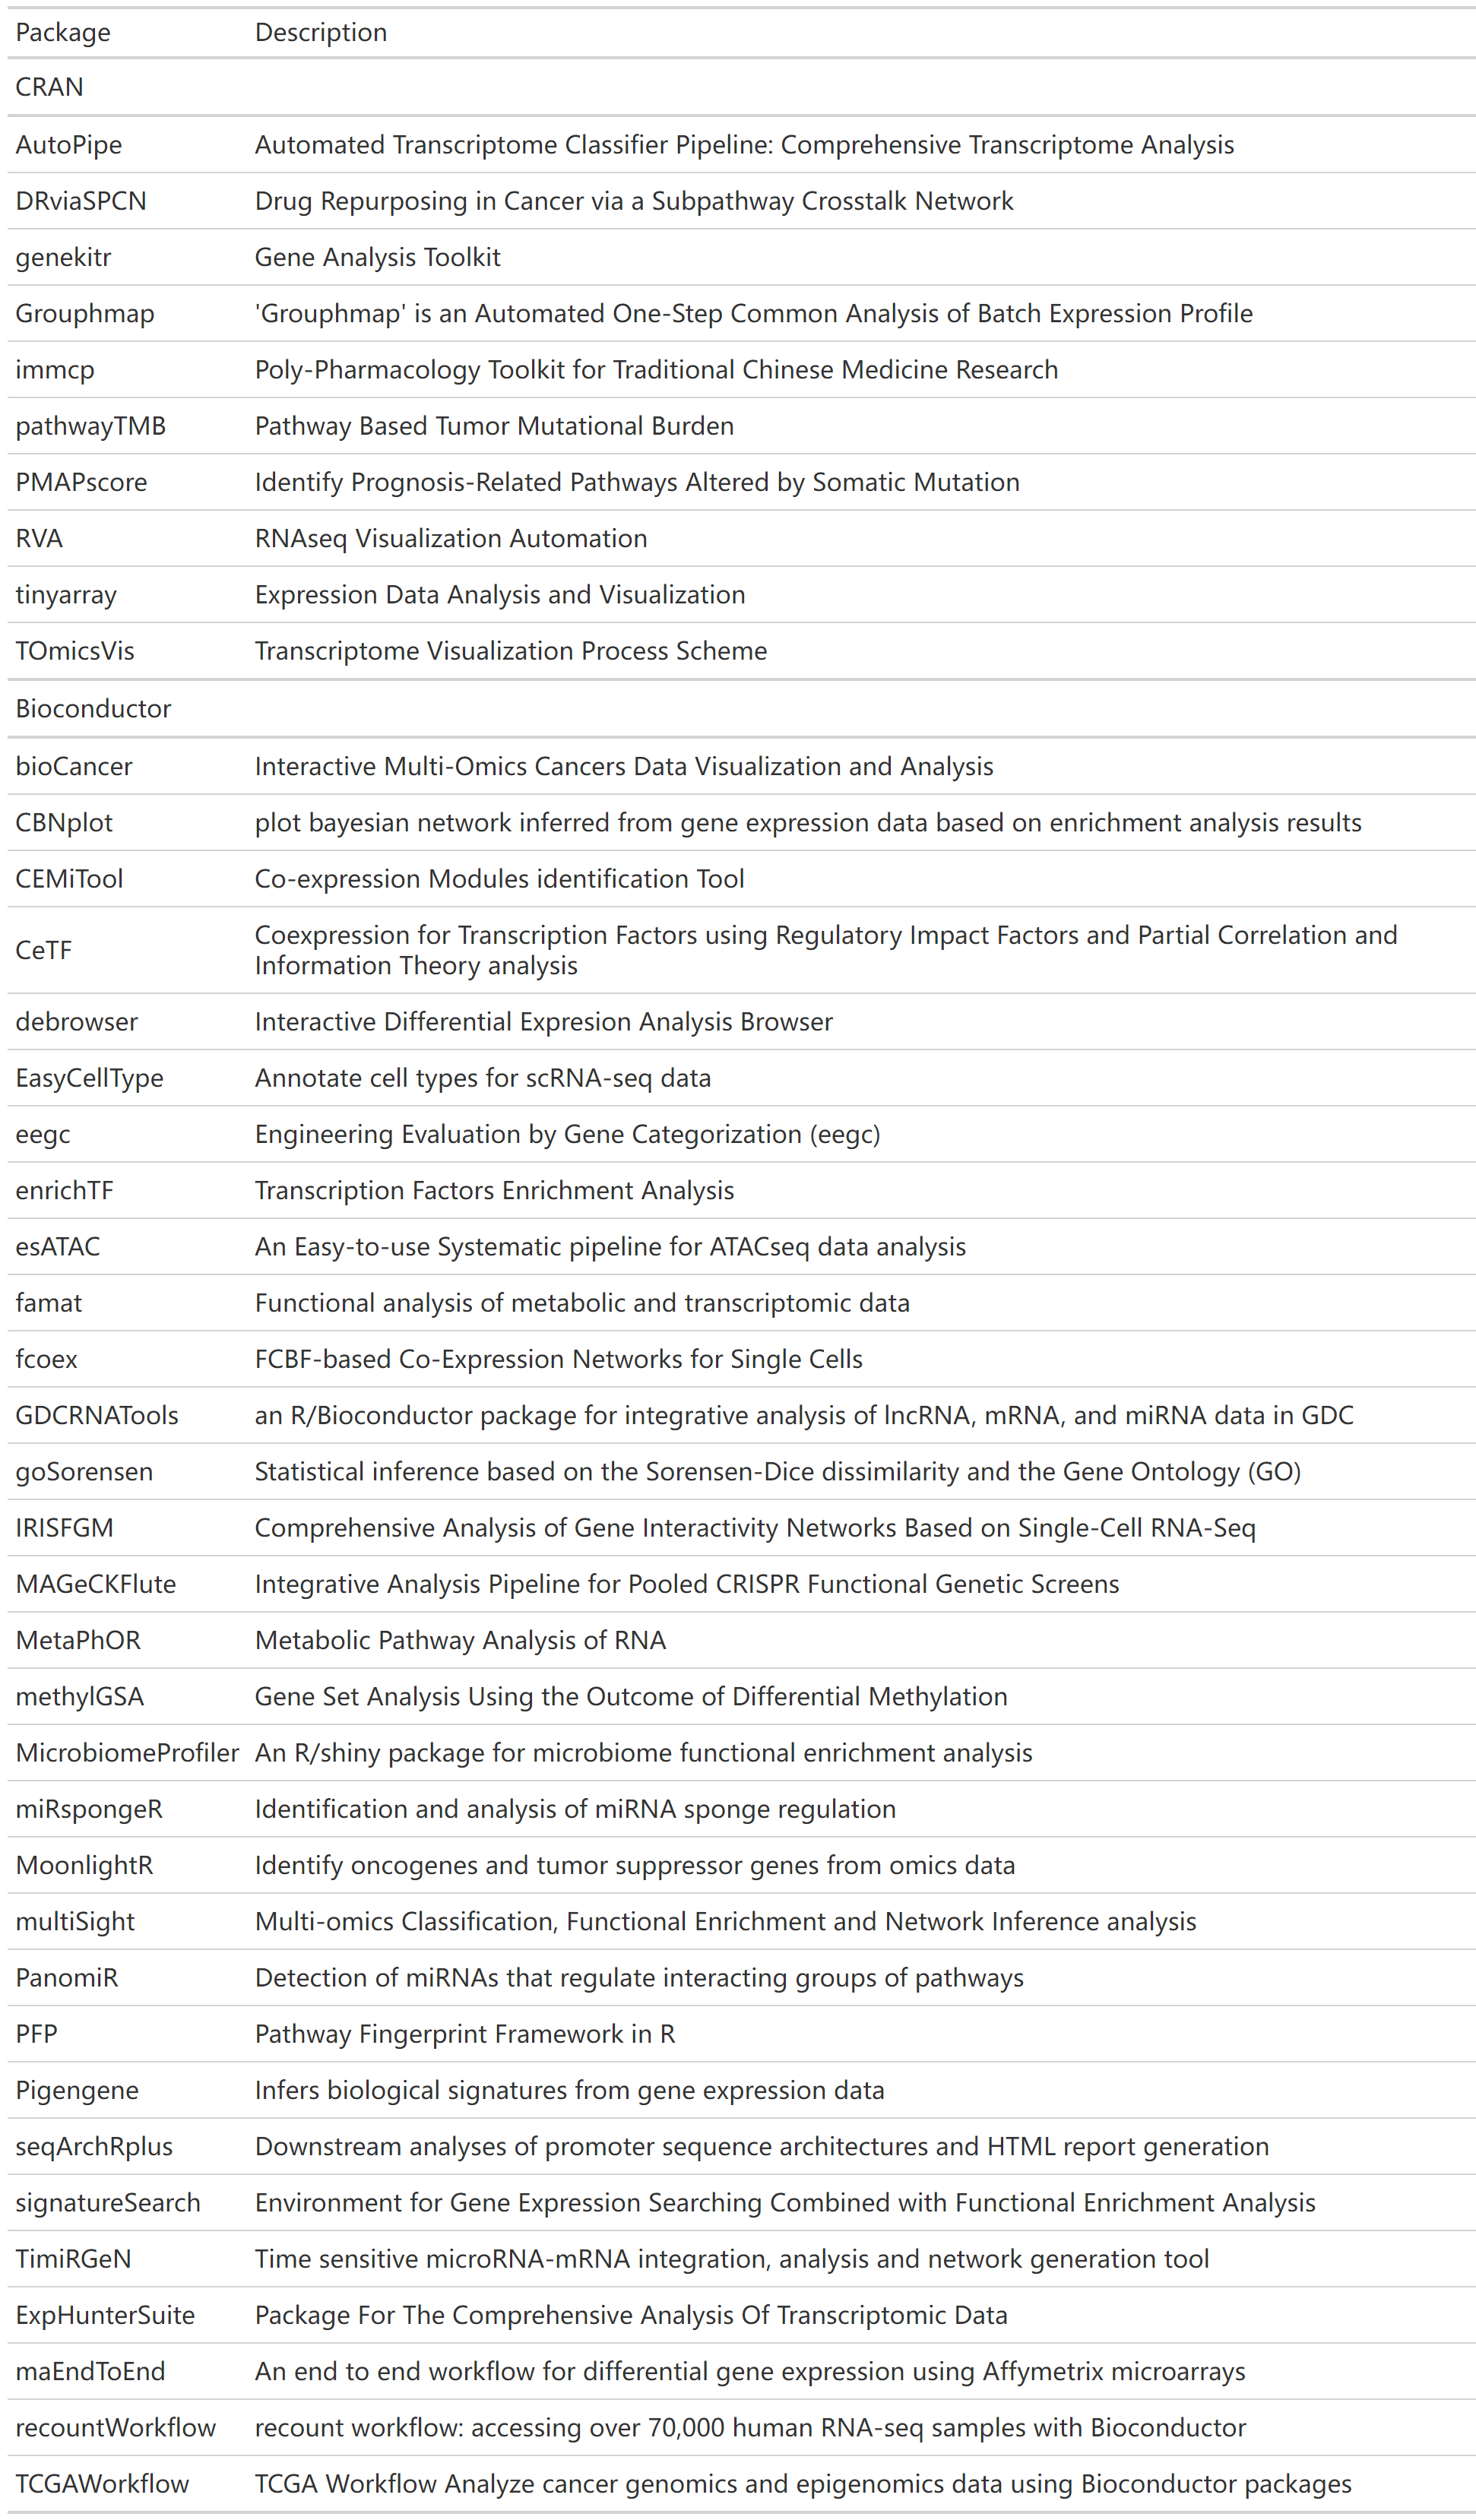 Package Description
CRAN
AutoPipe Automated Transcriptome Classifier Pipeline: Comprehensive Transcriptome Analysis
DRviaSPCN Drug Repurposing in Cancer via a Subpathway Crosstalk Network
genekitr Gene Analysis Toolkit
Grouphmap 'Grouphmap' is an Automated One-Step Common Analysis of Batch Expression Profile
immcp Poly-Pharmacology Toolkit for Traditional Chinese Medicine Research
pathwayTMB Pathway Based Tumor Mutational Burden
PMAPscore Identify Prognosis-Related Pathways Altered by Somatic Mutation
RVA RNAseq Visualization Automation
tinyarray Expression Data Analysis and Visualization
TOmicsVis Transcriptome Visualization Process Scheme
Bioconductor
bioCancer Interactive Multi-Omics Cancers Data Visualization and Analysis
CBNplot plot bayesian network inferred from gene expression data based on enrichment analysis results
CEMiTool Co-expression Modules identification Tool
CeTF Coexpression for Transcription Factors using Regulatory Impact Factors and Partial Correlation and
Information Theory analysis
debrowser Interactive Differential Expresion Analysis Browser
EasyCellType Annotate cell types for scRNA-seq data
eegc Engineering Evaluation by Gene Categorization (eegc)
enrichTF Transcription Factors Enrichment Analysis
esATAC An Easy-to-use Systematic pipeline for ATACseq data analysis
famat Functional analysis of metabolic and transcriptomic data
fcoex FCBF-based Co-Expression Networks for Single Cells
GDCRNATools an R/Bioconductor package for integrative analysis of lncRNA, mRNA, and miRNA data in GDC
goSorensen Statistical inference based on the Sorensen-Dice dissimilarity and the Gene Ontology (GO)
IRISFGM Comprehensive Analysis of Gene Interactivity Networks Based on Single-Cell RNA-Seq
MAGeCKFlute Integrative Analysis Pipeline for Pooled CRISPR Functional Genetic Screens
MetaPhOR Metabolic Pathway Analysis of RNA
methylGSA Gene Set Analysis Using the Outcome of Differential Methylation
MicrobiomeProfiler An R/shiny package for microbiome functional enrichment analysis
miRspongeR Identification and analysis of miRNA sponge regulation
MoonlightR Identify oncogenes and tumor suppressor genes from omics data
multiSight Multi-omics Classification, Functional Enrichment and Network Inference analysis
PanomiR Detection of miRNAs that regulate interacting groups of pathways
PFP Pathway Fingerprint Framework in R
Pigengene Infers biological signatures from gene expression data
seqArchRplus Downstream analyses of promoter sequence architectures and HTML report generation
signatureSearch Environment for Gene Expression Searching Combined with Functional Enrichment Analysis
TimiRGeN Time sensitive microRNA-mRNA integration, analysis and network generation tool
ExpHunterSuite Package For The Comprehensive Analysis Of Transcriptomic Data
maEndToEnd An end to end workflow for differential gene expression using Affymetrix microarrays
recountWorkflow recount workflow: accessing over 70,000 human RNA-seq samples with Bioconductor
TCGAWorkflow TCGA Workflow Analyze cancer genomics and epigenomics data using Bioconductor packages